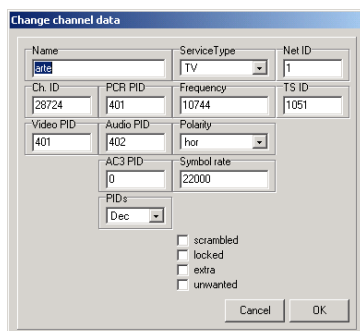 Change channel data
Name ServiceType Net ID
arte TV 1
Ch. ID PCR PID Frequency TS ID
28724 401 10744 1051
Video PID Audio PID Polarity
401 402 hor
AC3 PID Symbol rate
0 22000
PIDs
Dec
scrambled
locked
extra
unwanted
Cancel OK